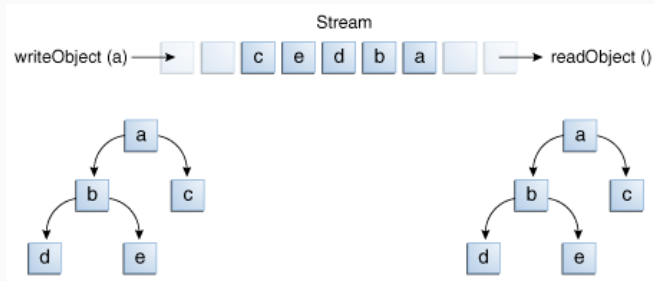 Stream
writeObject (a) c e d b a readObject ()
a a
b c b c
d e d e